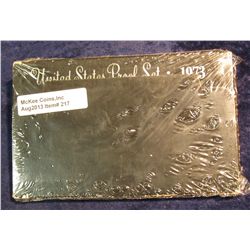 United States Proof Set • 1973
McKee Coins,Inc
Aug2013 Item# 217